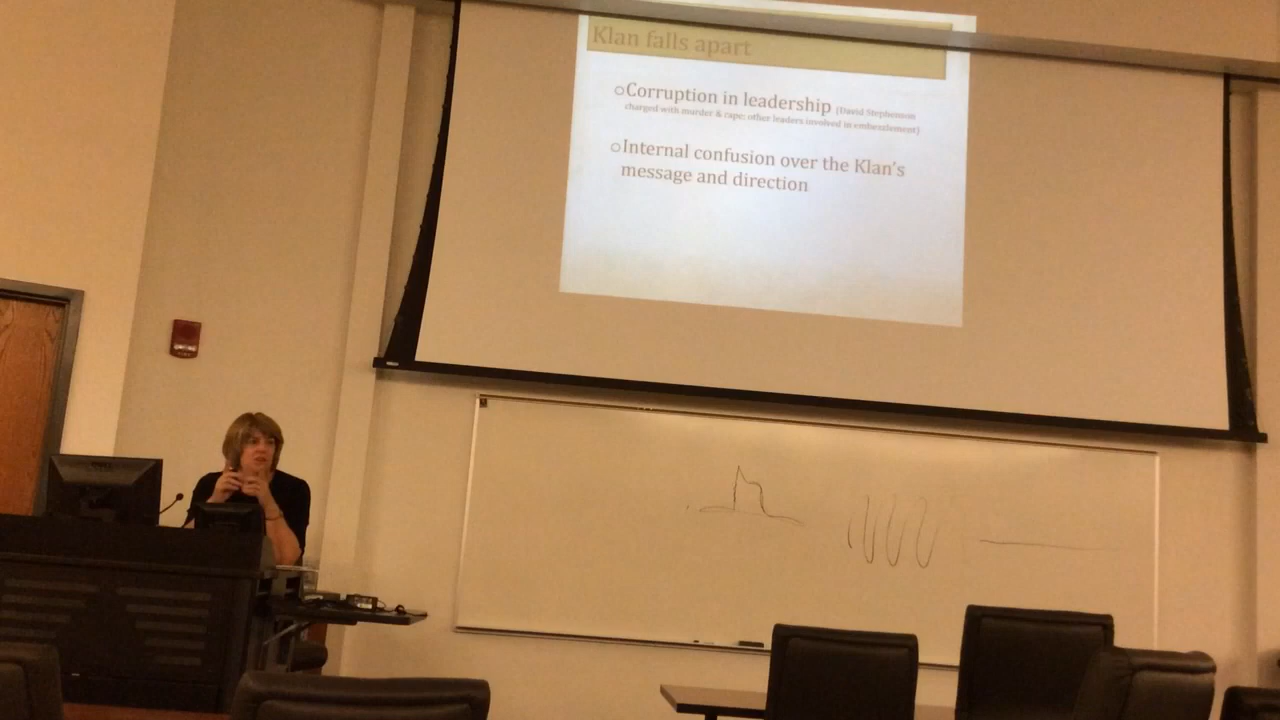 Klan falls apart
○Corruption in leadership (David Stephenson
charged with murder & rape; other leaders involved in embezzlement)
○Internal confusion over the Klan's
message and direction